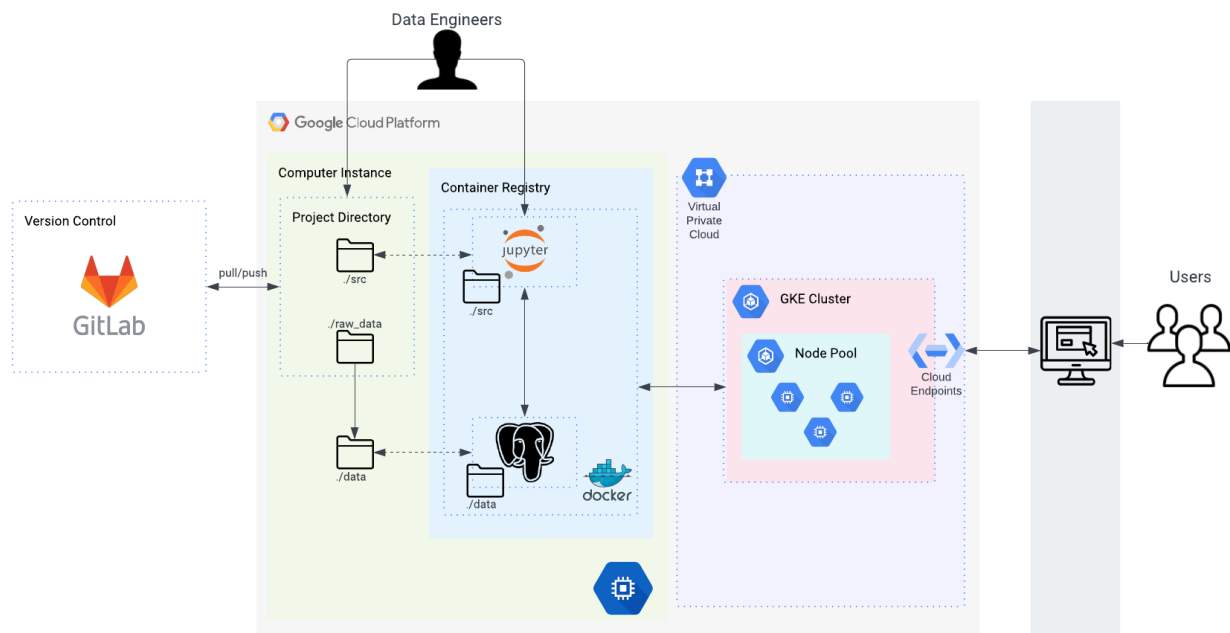 Data Engineers
Google Cloud Platform
Computer Instance
Container Registry
Project Directory
Version Control
GitLab
pull/push
./src
./raw_data
./data
jupyter
./src
./data
docker
Virtual
Private
Cloud
GKE Cluster
Node Pool
Cloud
Endpoints
Users